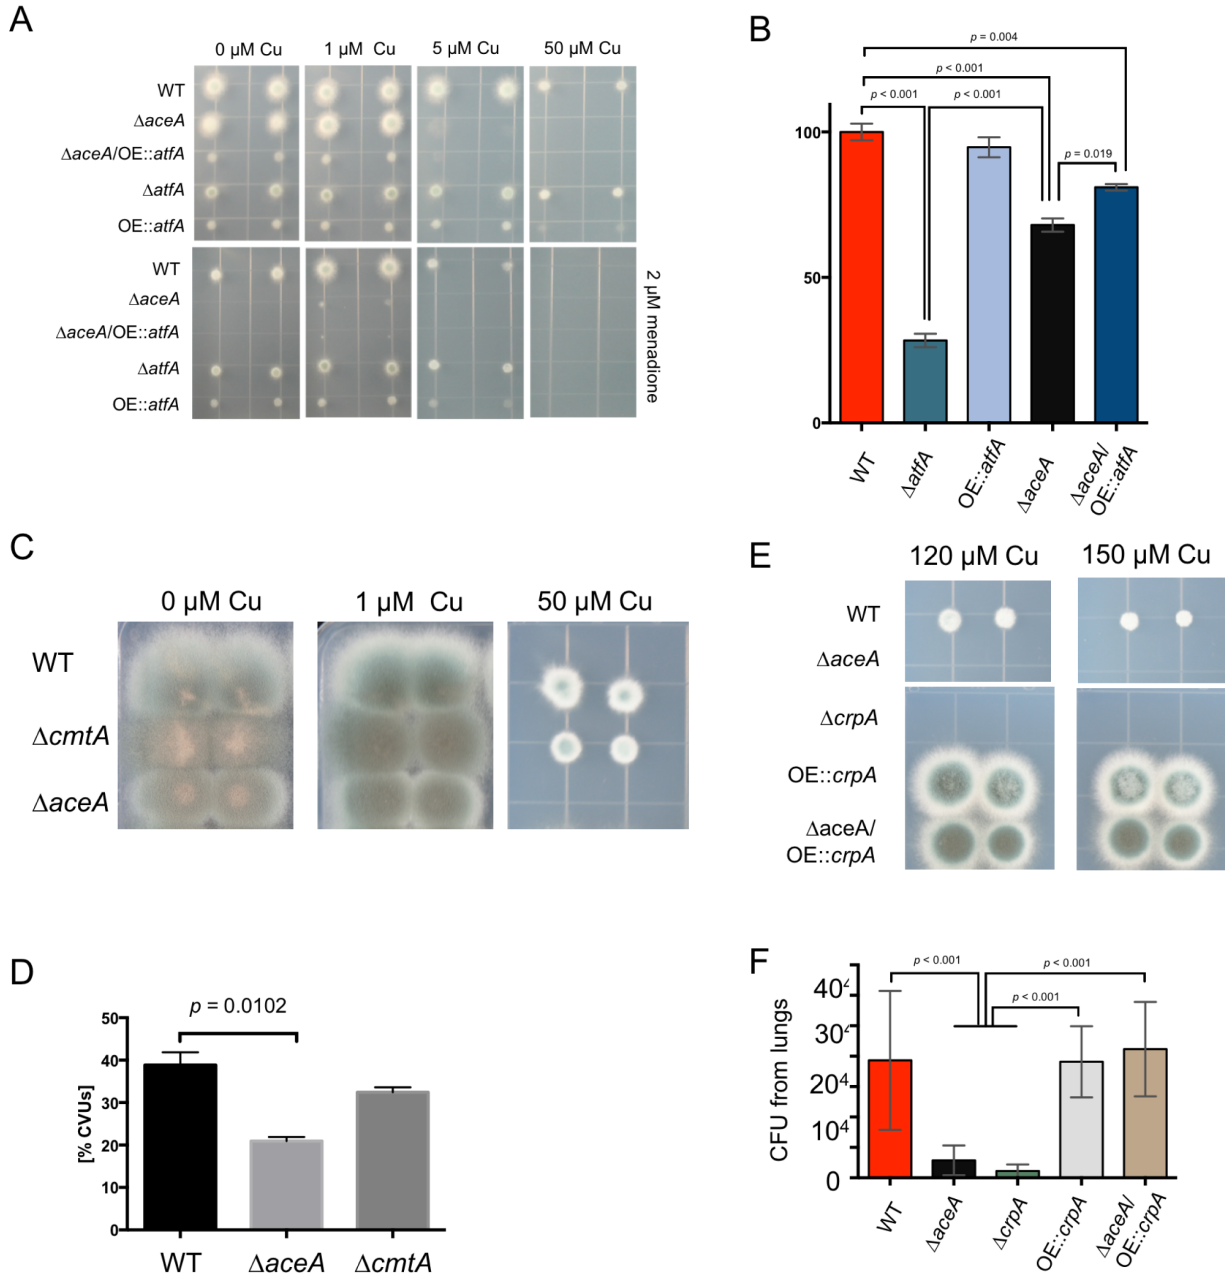 A
0 µM Cu
1 µM Cu
5 µM Cu
50 µM Cu
WT
ΔaceA
ΔaceA/OE::atfA
ΔatfA
OE::atfA
WT
ΔaceA
ΔaceA/OE::atfA
ΔatfA
OE::atfA
2 µM menadione
B
p = 0.004
p < 0.001
p < 0.001
p < 0.001
p = 0.019
100
50
0
WT
ΔatfA
OE::atfA
ΔaceA
ΔaceA/
OE::atfA
C
0 µM Cu
1 µM Cu
50 µM Cu
WT
ΔcmtA
ΔaceA
D
p = 0.0102
[% CVUs]
50
40
30
20
10
0
WT
ΔaceA
ΔcmtA
E
120 µM Cu
150 µM Cu
WT
ΔaceA
ΔcrpA
OE::crpA
ΔaceA/
OE::crpA
F
p < 0.001
p < 0.001
p < 0.001
CFU from lungs
40
30
20⁴
10⁴
0
WT
ΔaceA
ΔcrpA
OE::crpA
ΔaceA/
OE::crpA